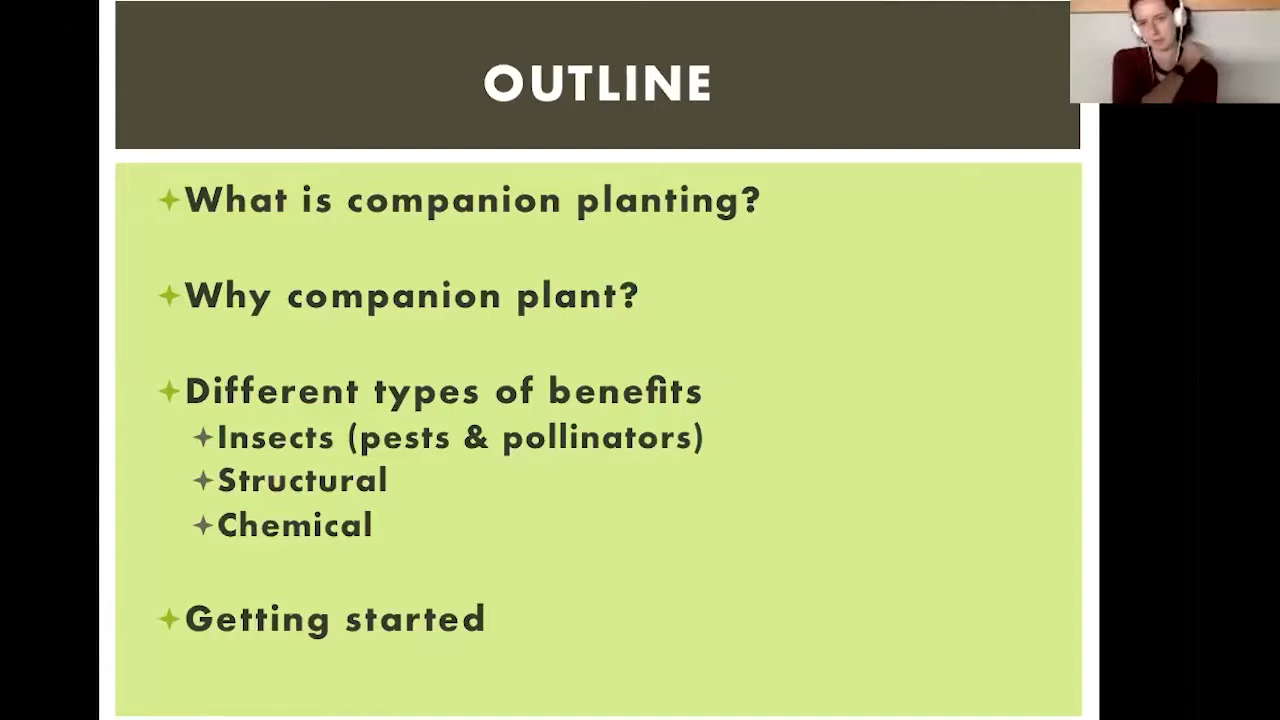 OUTLINE
What is companion planting?
Why companion plant?
Different types of benefits
Insects (pests & pollinators)
Structural
Chemical
Getting started